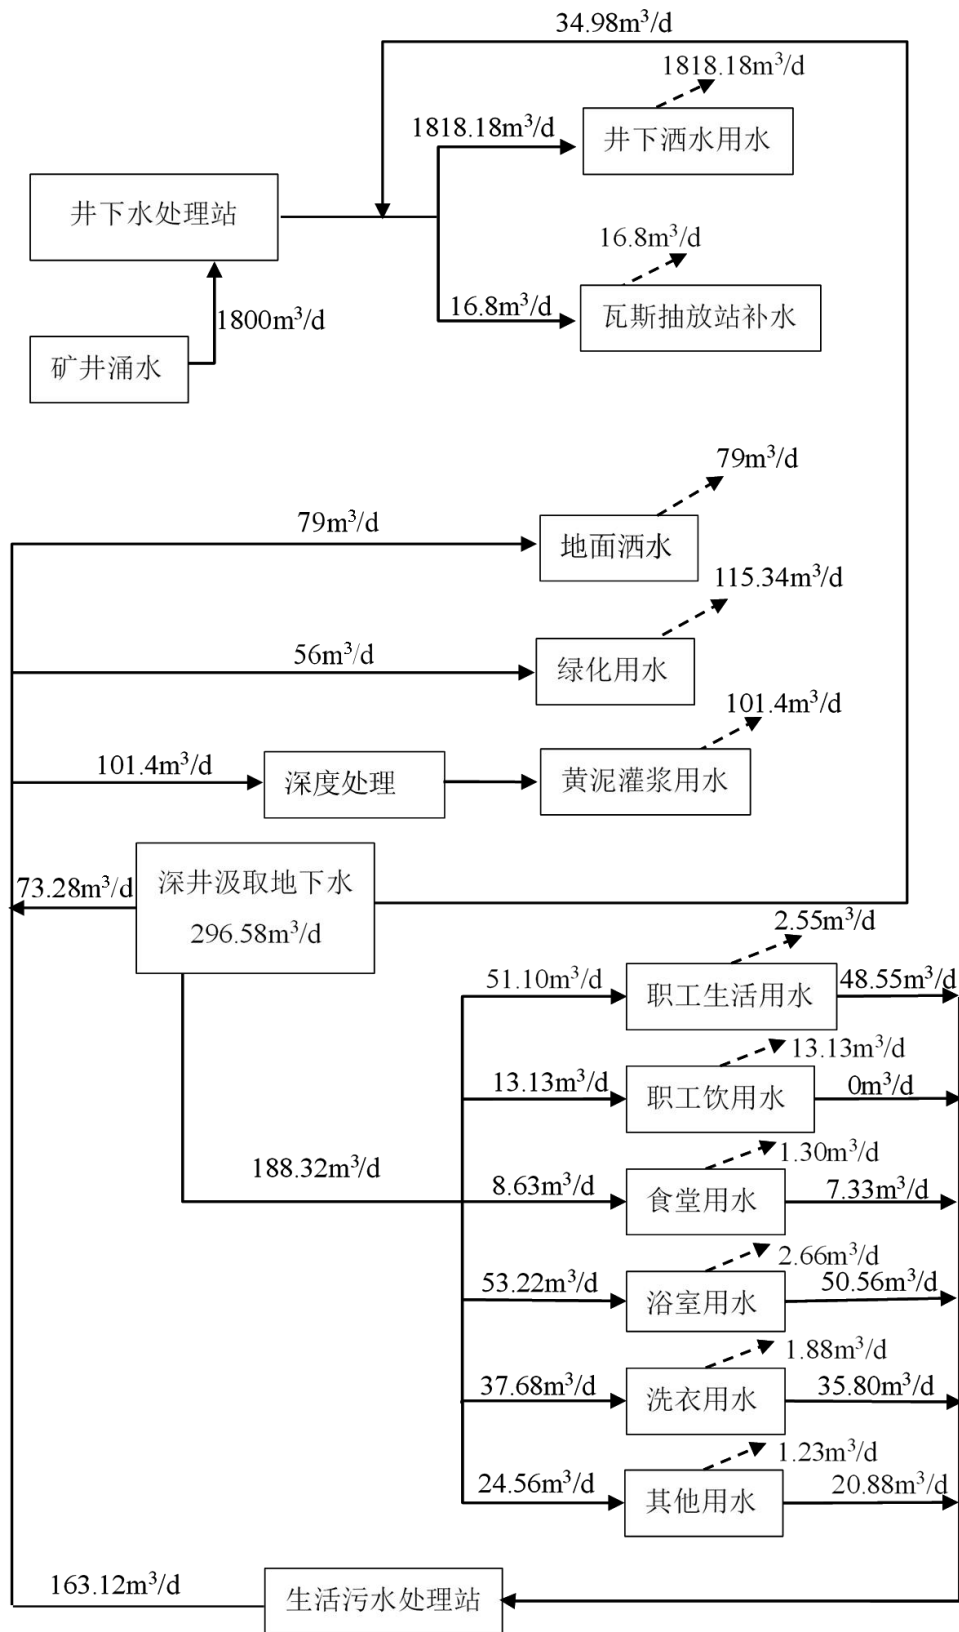 34.98m³/d
1818.18m³/d
1818.18m³/d
井下洒水用水
井下水处理站
16.8m³/d
16.8m³/d
瓦斯抽放站补水
1800m³/d
矿井涌水
79m³/d
79m³/d
地面洒水
115.34m³/d
56m³/d
绿化用水
101.4m³/d
101.4m³/d
深度处理
黄泥灌浆用水
73.28m³/d
深井汲取地下水
296.58m³/d
2.55m³/d
51.10m³/d
职工生活用水
48.55m³/d
13.13m³/d
13.13m³/d
职工饮用水
0m³/d
188.32m³/d
1.30m³/d
8.63m³/d
食堂用水
7.33m³/d
2.66m³/d
53.22m³/d
浴室用水
50.56m³/d
1.88m³/d
37.68m³/d
洗衣用水
35.80m³/d
1.23m³/d
24.56m³/d
其他用水
20.88m³/d
163.12m³/d
生活污水处理站